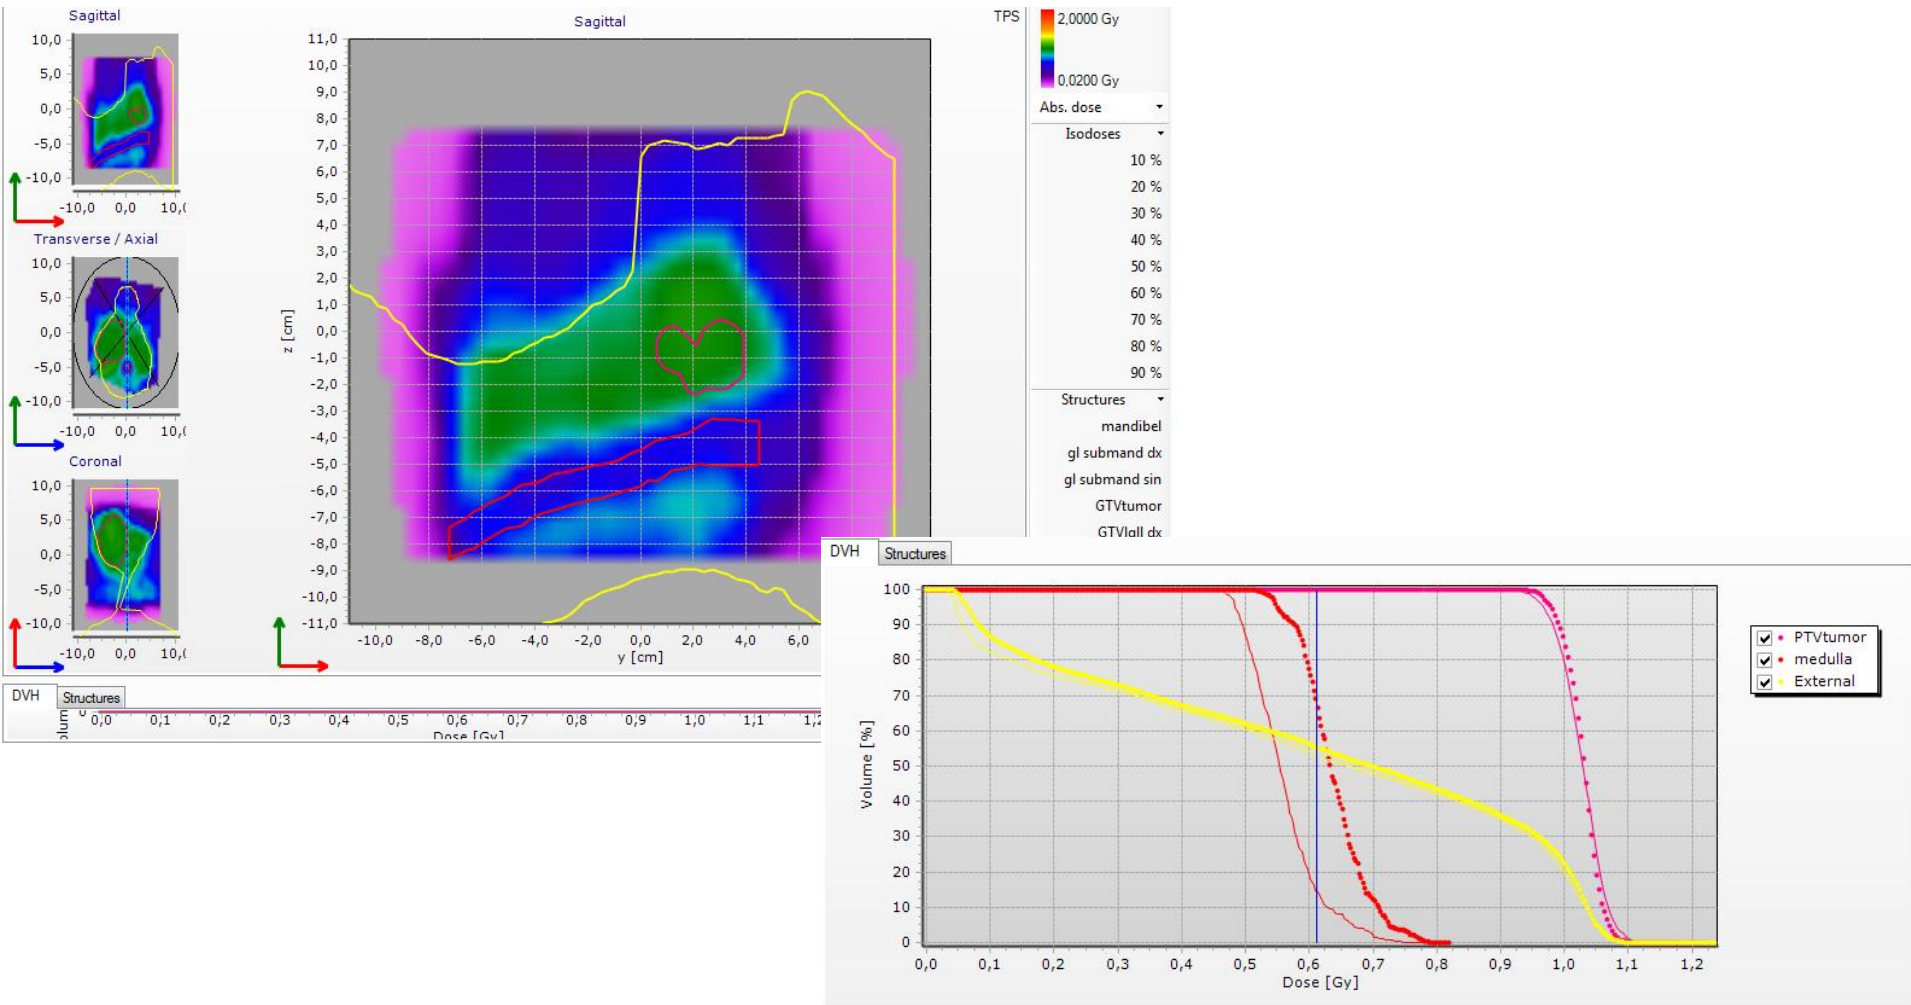 Sagittal
10,0
5,0
0,0
-5,0
-10,0
-10,0 0,0 10,0
Transverse / Axial
10,0
5,0
0,0
-5,0
-10,0
-10,0 0,0 10,0
Coronal
10,0
5,0
0,0
-5,0
-10,0
-10,0 0,0 10,0
Sagittal
TPS
11,0
10,0
9,0
8,0
7,0
6,0
5,0
4,0
3,0
2,0
1,0
0,0
-1,0
-2,0
-3,0
-4,0
-5,0
-6,0
-7,0
-8,0
-9,0
-10,0
-11,0
z [cm]
-10,0 -8,0 -6,0 -4,0 -2,0 0,0 2,0 4,0 6,0
y [cm]
2,0000 Gy
0,0200 Gy
Abs. dose
Isodoses
10 %
20 %
30 %
40 %
50 %
60 %
70 %
80 %
90 %
Structures
mandibel
gl submand dx
gl submand sin
GTVtumor
GTVlgll dx
DVH Structures
0
0,0 0,1 0,2 0,3 0,4 0,5 0,6 0,7 0,8 0,9 1,0 1,1 1,2
Dose [Gy]
DVH Structures
100
90
80
70
60
50
40
30
20
10
0
Volume [%]
0,0 0,1 0,2 0,3 0,4 0,5 0,6 0,7 0,8 0,9 1,0 1,1 1,2
Dose [Gy]
PTVtumor
medulla
External